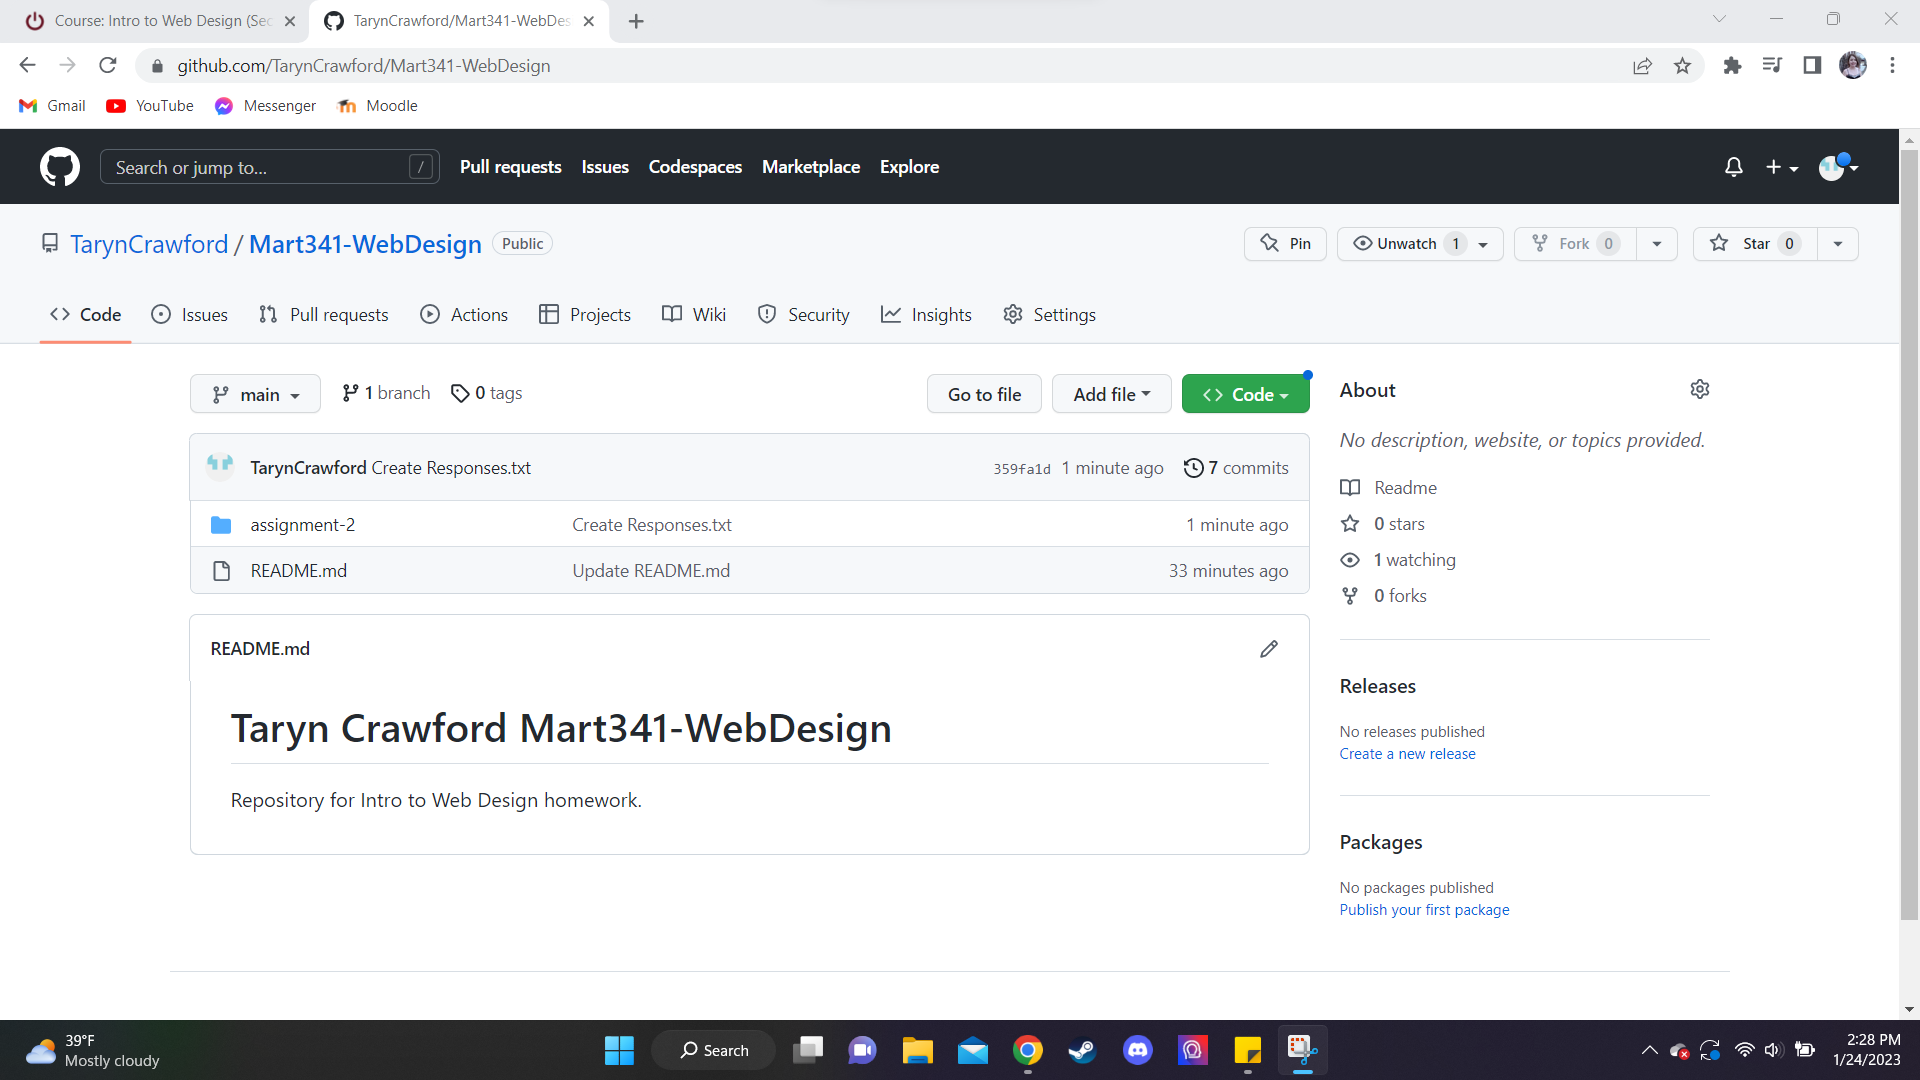 Course: Intro to Web Design (Sec
TarynCrawford/Mart341-WebDes
github.com/TarynCrawford/Mart341-WebDesign
Gmail YouTube Messenger Moodle
Search or jump to... / Pull requests Issues Codespaces Marketplace Explore
TarynCrawford / Mart341-WebDesign Public Pin Unwatch 1 Fork 0 Star 0
Code Issues Pull requests Actions Projects Wiki Security Insights Settings
main 1 branch 0 tags Go to file Add file Code
TarynCrawford Create Responses.txt 359fa1d 1 minute ago 7 commits
assignment-2 Create Responses.txt 1 minute ago
README.md Update README.md 33 minutes ago
README.md
Taryn Crawford Mart341-WebDesign
Repository for Intro to Web Design homework.
About
No description, website, or topics provided.
Readme
0 stars
1 watching
0 forks
Releases
No releases published
Create a new release
Packages
No packages published
Publish your first package
39°F
Mostly cloudy
Search
2:28 PM
1/24/2023